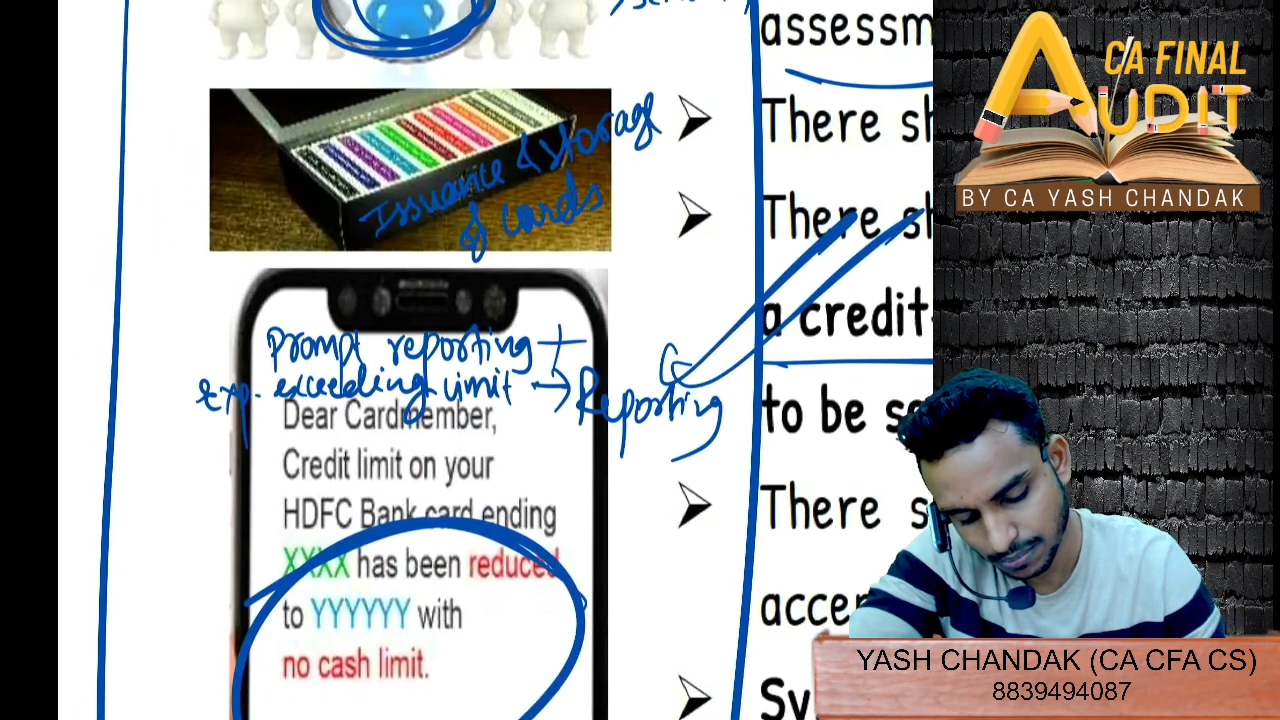 assessm
There sh
There sh
a credit-
to be s
There s
accep
Sy
Issuance & storage
of cards
Prompt reporting
exp. exceeding limit → Reporting
Dear Cardmember,
Credit limit on your
HDFC Bank card ending
XXXX has been reduced
to YYYYYY with
no cash limit.
CA FINAL
AUDIT
BY CA YASH CHANDAK
YASH CHANDAK (CA CFA CS)
8839494087